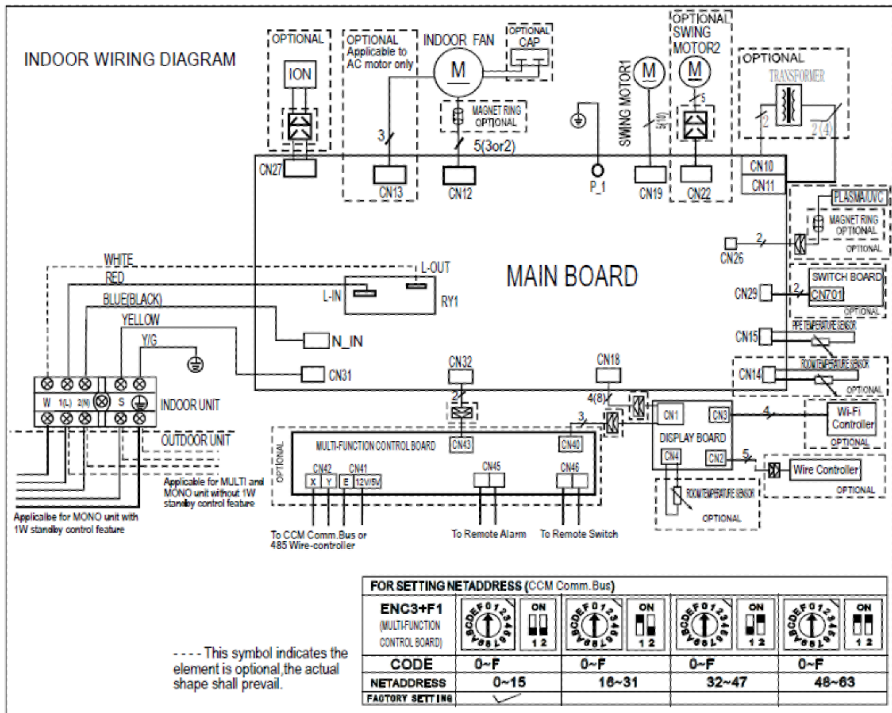 INDOOR WIRING DIAGRAM
OPTIONAL
ION
OPTIONAL
Applicable to
AC motor only
INDOOR FAN
M
OPTIONAL
CAP
MAGNET RING
OPTIONAL
3
5(3or2)
SWING MOTOR1
M
5(10)
OPTIONAL
SWING
MOTOR2
M
5
OPTIONAL
TRANSFORMER
2
2(4)
CN27
CN13
CN12
P_1
CN19
CN22
CN10
CN11
PLASMA/UVC
MAGNET RING
OPTIONAL
OPTIONAL
CN26
2
MAIN BOARD
SWITCH BOARD
CN701
OPTIONAL
CN29
2
PIPE TEMPERATURE SENSOR
CN15
ROOM TEMPERATURE SENSOR
CN14
OPTIONAL
WHITE
RED
BLUE(BLACK)
YELLOW
Y/G
L-OUT
L-IN
RY1
N_IN
CN31
CN32
CN18
2
4(8)
3
W 1(L) 2(N) S
INDOOR UNIT
OUTDOOR UNIT
Applicable for MULTI and
MONO unit without 1W
standby control feature
Applicalbe for MONO unit with
1W standby control feature
OPTIONAL
MULTI-FUNCTION CONTROL BOARD
CN43
CN40
CN42 CN41
X Y E 12V/5V
CN45
CN46
To CCM Comm.Bus or
485 Wire-controller
To Remote Alarm
To Remote Switch
CN1
CN3
DISPLAY BOARD
CN4
CN2
4
Wi-Fi
Controller
OPTIONAL
5
Wire Controller
OPTIONAL
ROOM TEMPERATURE SENSOR
OPTIONAL
---- This symbol indicates the
element is optional,the actual
shape shall prevail.
FOR SETTING NETADDRESS (CCM Comm.Bus)
ENC3+F1
(MULTI-FUNCTION
CONTROL BOARD)
ON
1 2
ON
1 2
ON
1 2
ON
1 2
CODE 0~F 0~F 0~F 0~F
NETADDRESS 0~15 16~31 32~47 48~63
FACTORY SETTING ✓